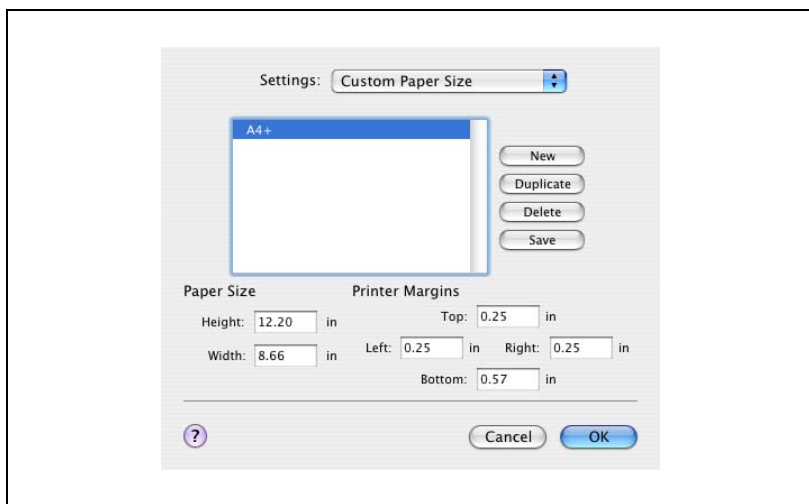 Settings: Custom Paper Size
A4+
New
Duplicate
Delete
Save
Paper Size Printer Margins
Height: 12.20 in Top: 0.25 in
Width: 8.66 in Left: 0.25 in Right: 0.25 in
Bottom: 0.57 in
? Cancel OK